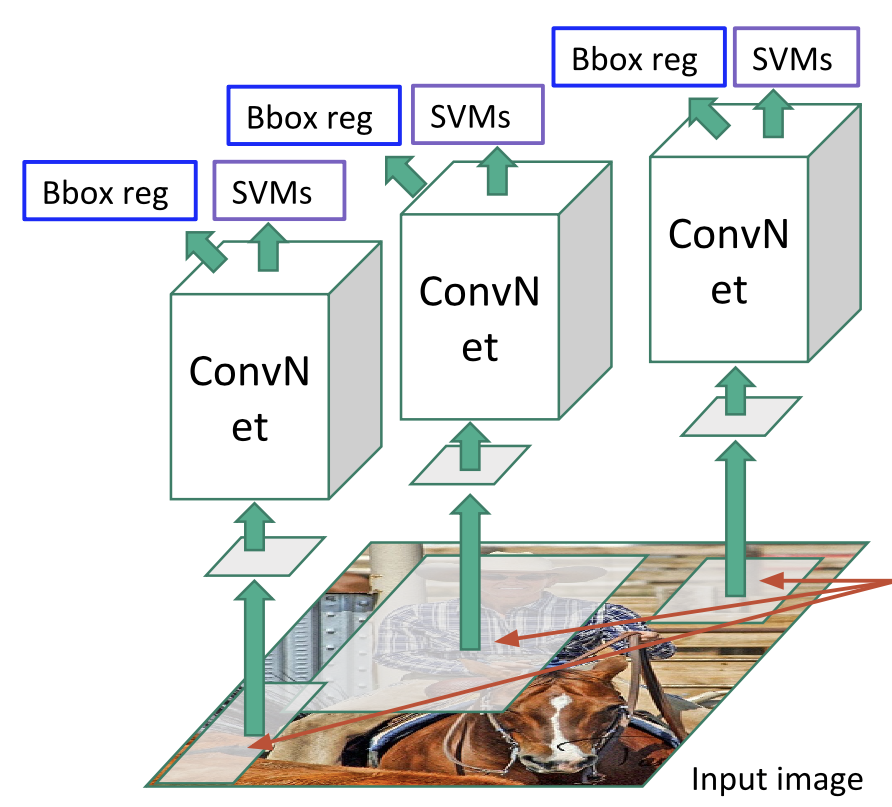 Bbox reg
SVMs
Bbox reg
SVMs
Bbox reg
SVMs
ConvN
et
ConvN
et
ConvN
et
Input image